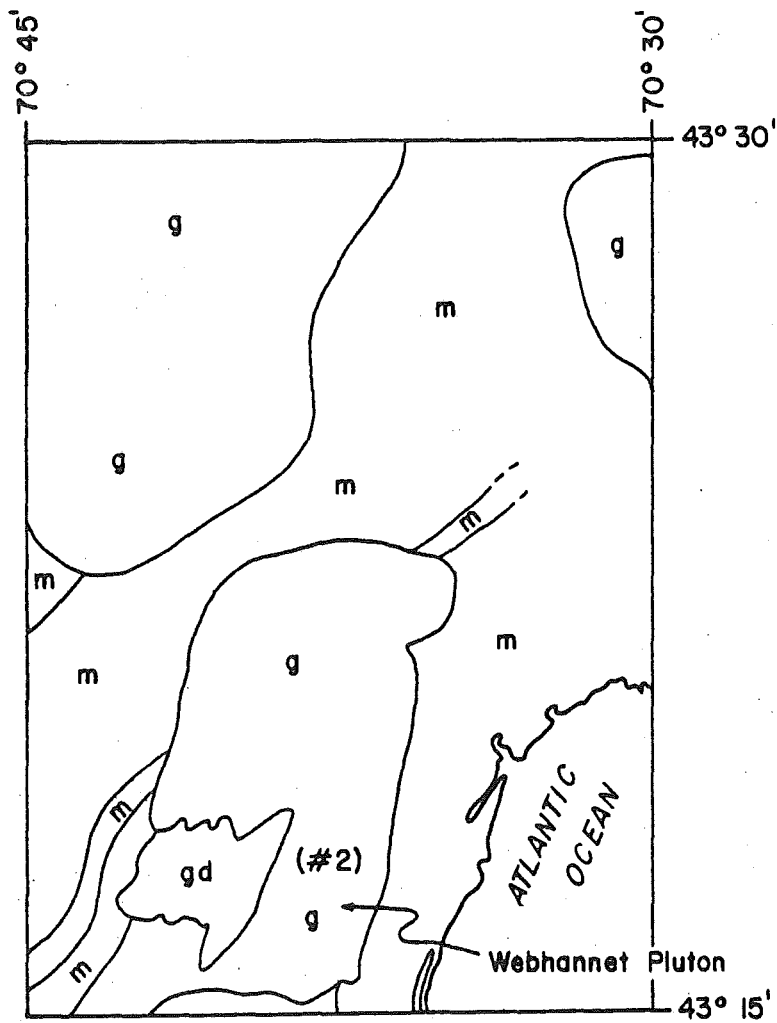 70° 45'
70° 30'
43° 30'
g
g
m
g
m
m
m
m
g
m
m
ATLANTIC
OCEAN
m
gd
(#2)
g
m
Webhannet Pluton
43° 15'